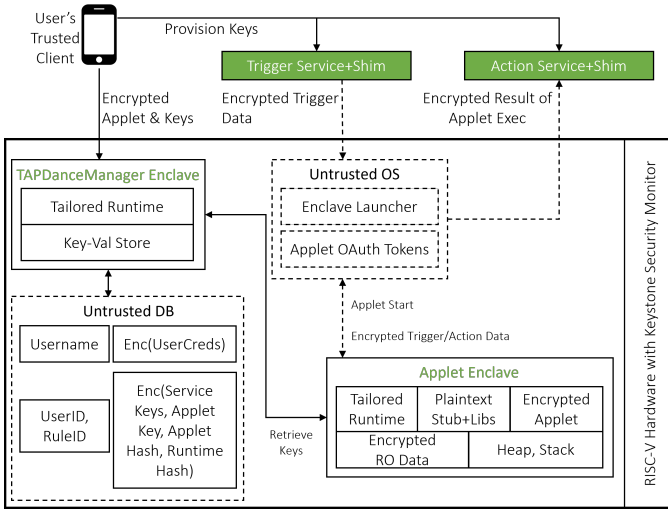 User's
Trusted
Client
Provision Keys
Trigger Service+Shim
Action Service+Shim
Encrypted
Applet & Keys
Encrypted Trigger
Data
Encrypted Result of
Applet Exec
TAPDanceManager Enclave
Tailored Runtime
Key-Val Store
Untrusted OS
Enclave Launcher
Applet OAuth Tokens
Untrusted DB
Username
Enc(UserCreds)
UserID,
RuleID
Enc(Service
Keys, Applet
Key, Applet
Hash, Runtime
Hash)
Applet Start
Encrypted Trigger/Action Data
Retrieve
Keys
Applet Enclave
Tailored
Runtime
Plaintext
Stub+Libs
Encrypted
Applet
Encrypted
RO Data
Heap, Stack
RISC-V Hardware with Keystone Security Monitor